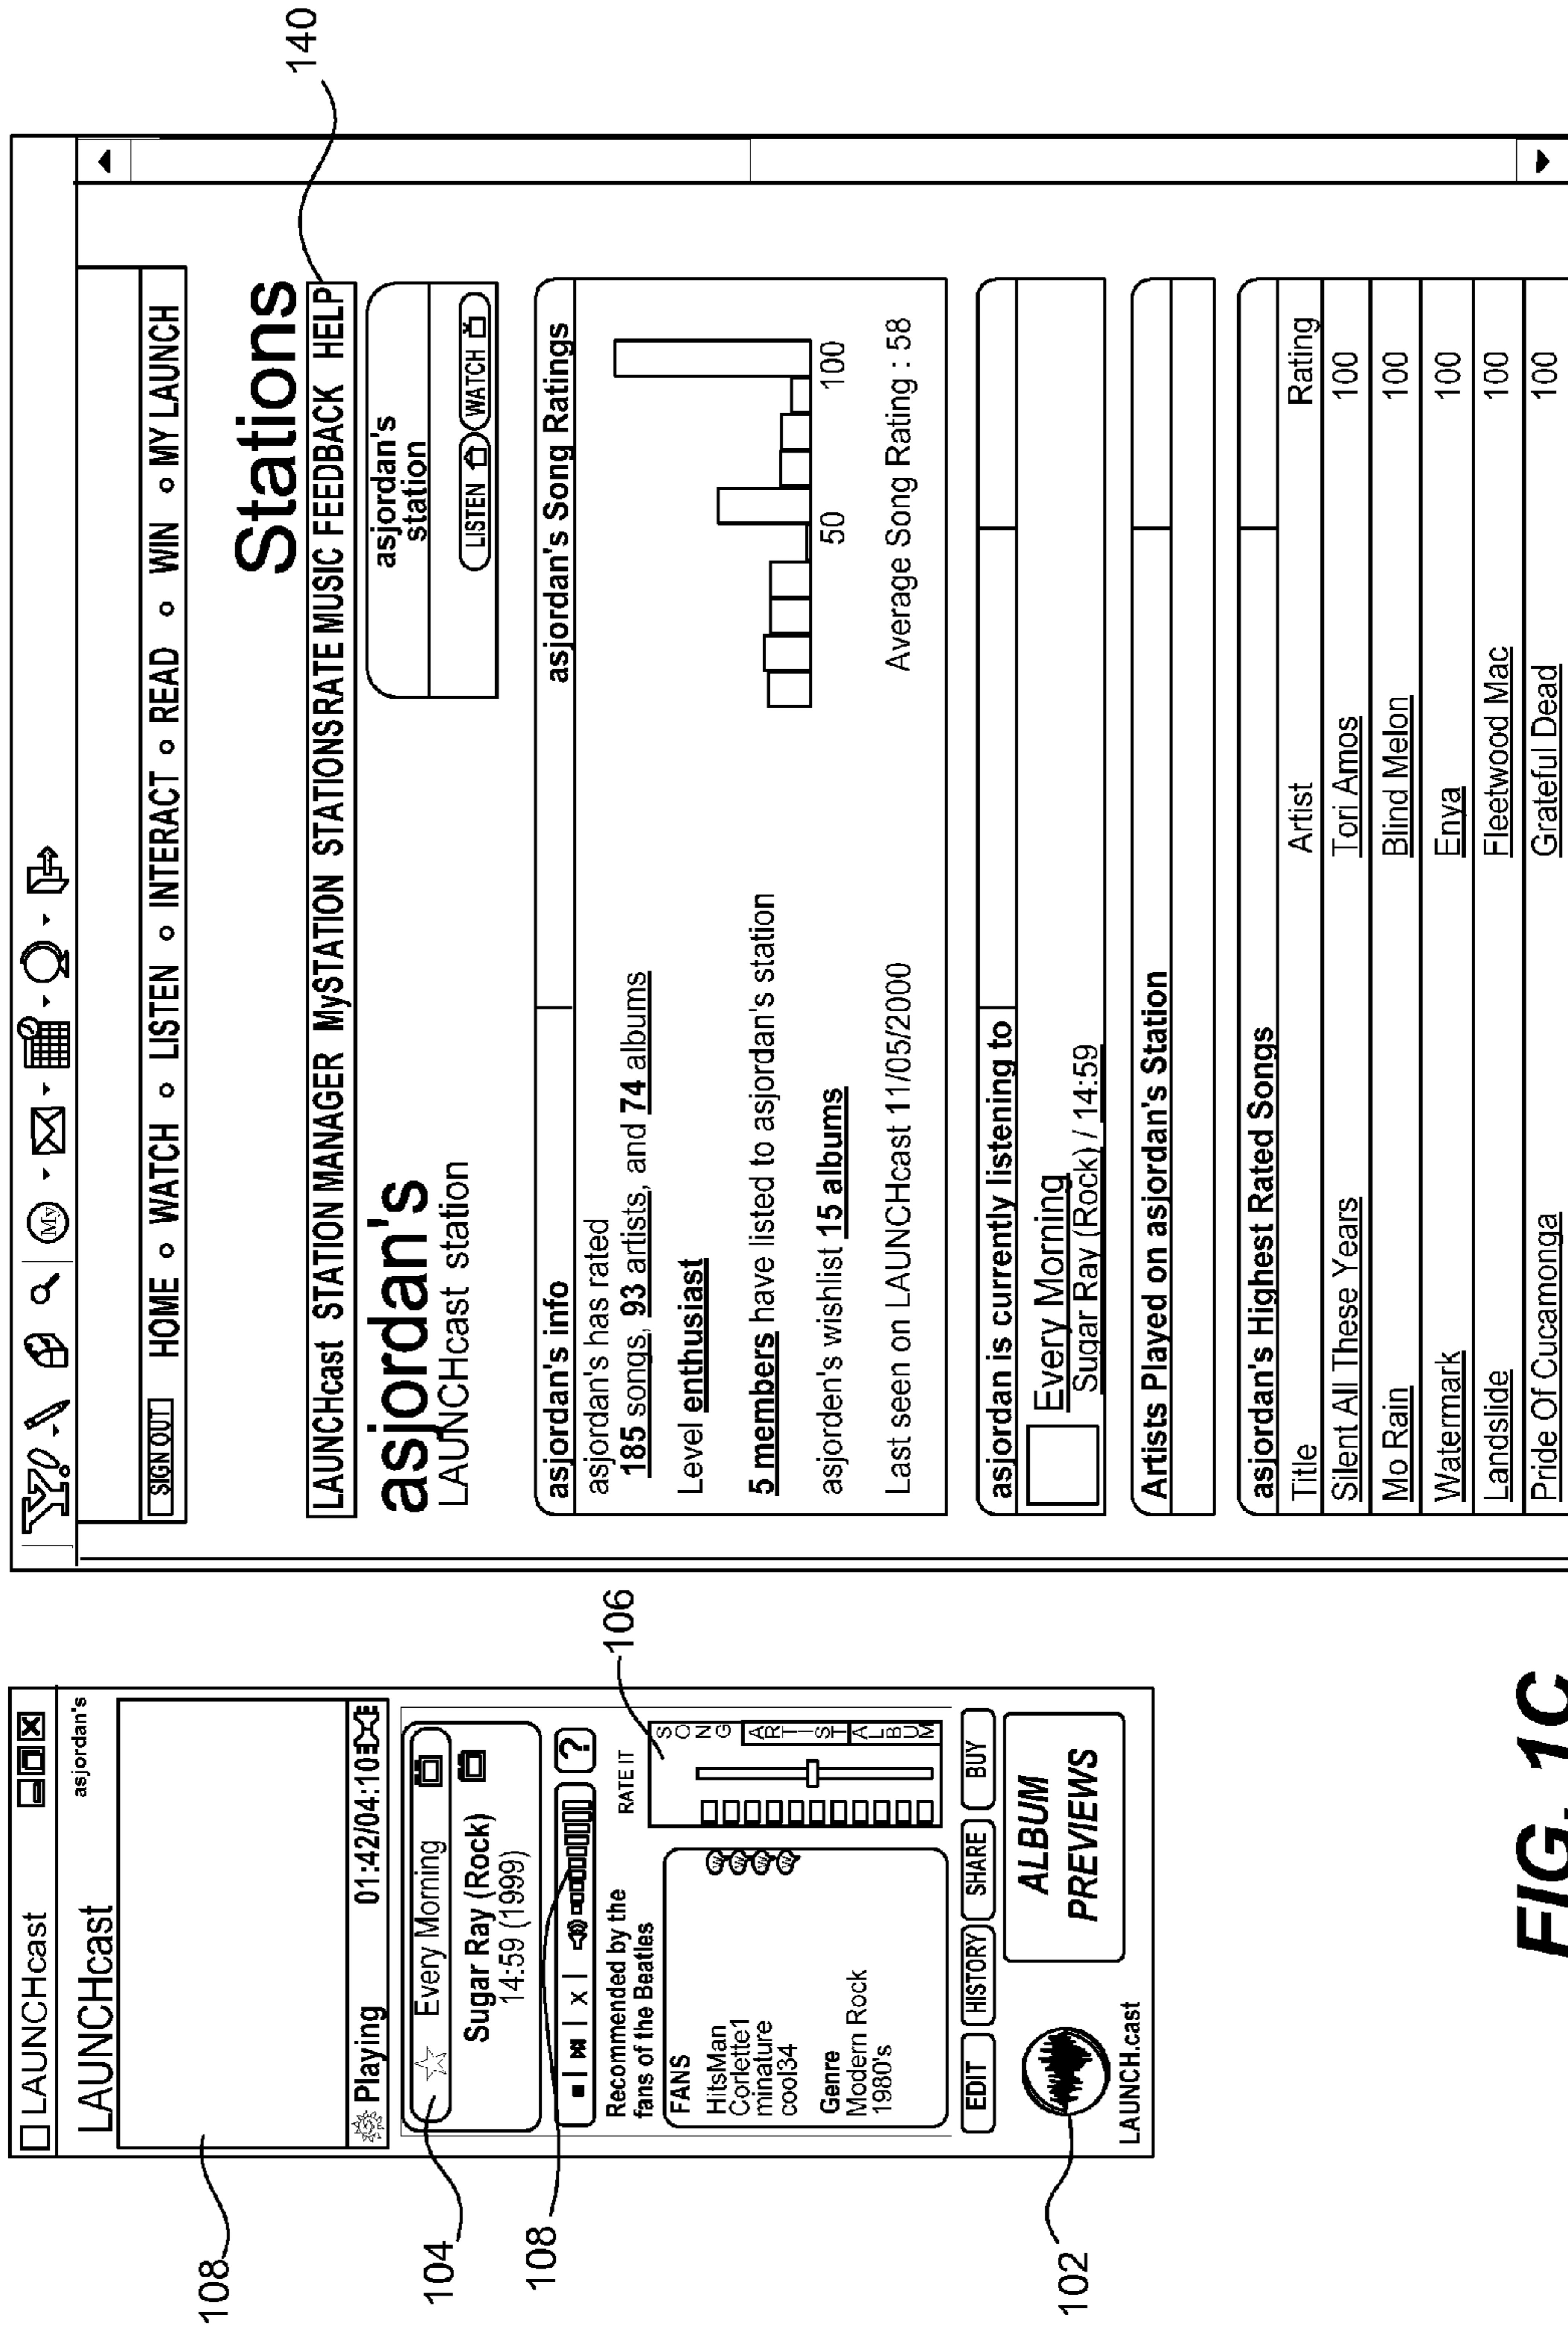 LAUNCHcast
LAUNCHcast
asjordan's
Playing 01:42/04:10
Every Morning
Sugar Ray (Rock)
14:59 (1999)
X
?
Recommended by the
fans of the Beatles
RATE IT
FANS
HitsMan
Corlette1
minature
cool34
Genre
Modern Rock
1980's
SONG
ARTIST
ALBUM
EDIT HISTORY SHARE BUY
ALBUM
PREVIEWS
LAUNCH.cast
108
104
108
102
106
Y! My
SIGN OUT HOME WATCH LISTEN INTERACT READ WIN MY LAUNCH
Stations
LAUNCHcast STATION MANAGER MySTATION STATIONSRATE MUSIC FEEDBACK HELP
140
asjordan's
LAUNCHcast station
asjordan's
station
LISTEN WATCH
asjordan's info
asjordan's has rated
185 songs, 93 artists, and 74 albums
Level enthusiast
5 members have listed to asjordan's station
asjorden's wishlist 15 albums
Last seen on LAUNCHcast 11/05/2000
asjordan's Song Ratings
50 100
Average Song Rating : 58
asjordan is currently listening to
Every Morning
Sugar Ray (Rock) / 14:59
Artists Played on asjordan's Station
asjordan's Highest Rated Songs
Title Artist Rating
Silent All These Years Tori Amos 100
Mo Rain Blind Melon 100
Watermark Enya 100
Landslide Fleetwood Mac 100
Pride Of Cucamonga Grateful Dead 100
FIG. 1C